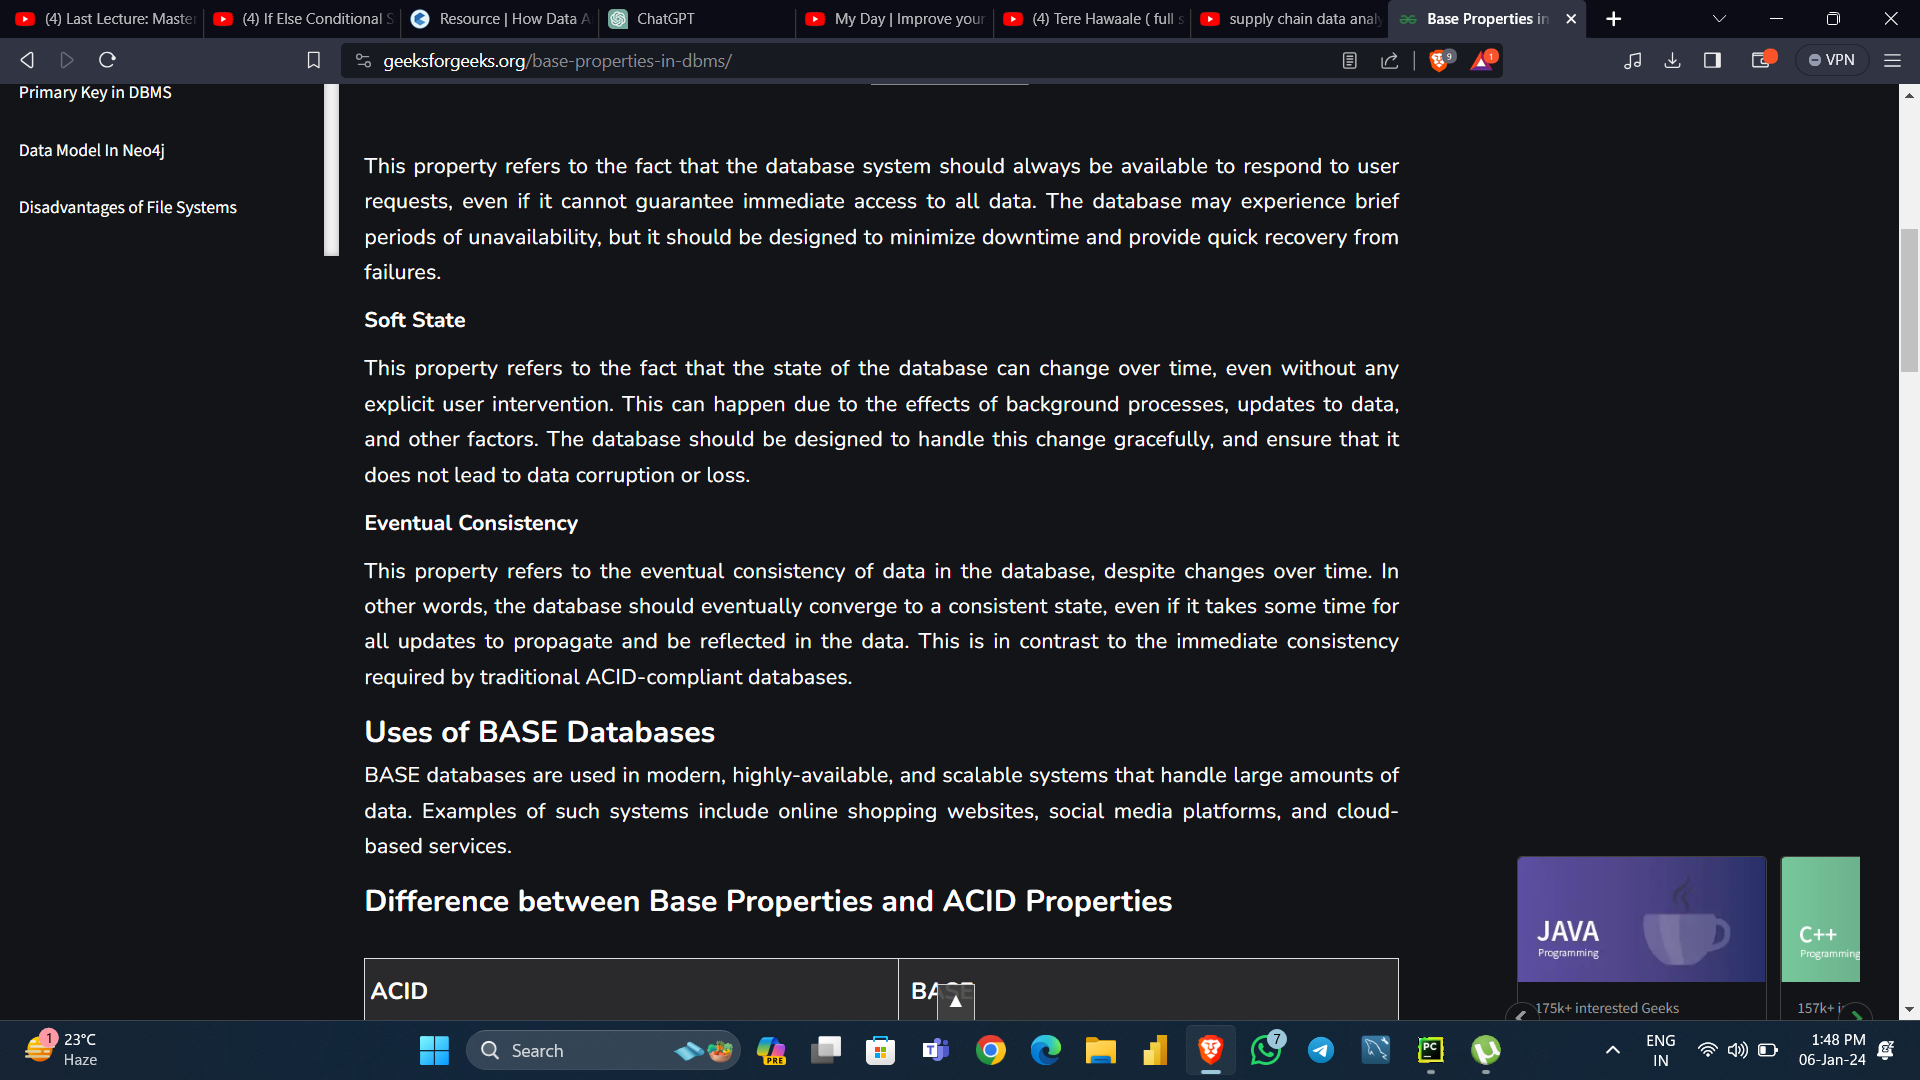 (4) Last Lecture: Master
(4) If Else Conditional S
Resource | How Data A
ChatGPT
My Day | Improve your
(4) Tere Hawaale ( full s
supply chain data analy
Base Properties in
geeksforgeeks.org/base-properties-in-dbms/
9
1
VPN
Primary Key in DBMS
Data Model In Neo4j
Disadvantages of File Systems
This property refers to the fact that the database system should always be available to respond to user
requests, even if it cannot guarantee immediate access to all data. The database may experience brief
periods of unavailability, but it should be designed to minimize downtime and provide quick recovery from
failures.
Soft State
This property refers to the fact that the state of the database can change over time, even without any
explicit user intervention. This can happen due to the effects of background processes, updates to data,
and other factors. The database should be designed to handle this change gracefully, and ensure that it
does not lead to data corruption or loss.
Eventual Consistency
This property refers to the eventual consistency of data in the database, despite changes over time. In
other words, the database should eventually converge to a consistent state, even if it takes some time for
all updates to propagate and be reflected in the data. This is in contrast to the immediate consistency
required by traditional ACID-compliant databases.
Uses of BASE Databases
BASE databases are used in modern, highly-available, and scalable systems that handle large amounts of
data. Examples of such systems include online shopping websites, social media platforms, and cloud-
based services.
Difference between Base Properties and ACID Properties
ACID
BASE
JAVA
Programming
175k+ interested Geeks
C++
Programming
157k+ i
1
23°C
Haze
Search
PRE
7
PC
ENG
IN
1:48 PM
06-Jan-24